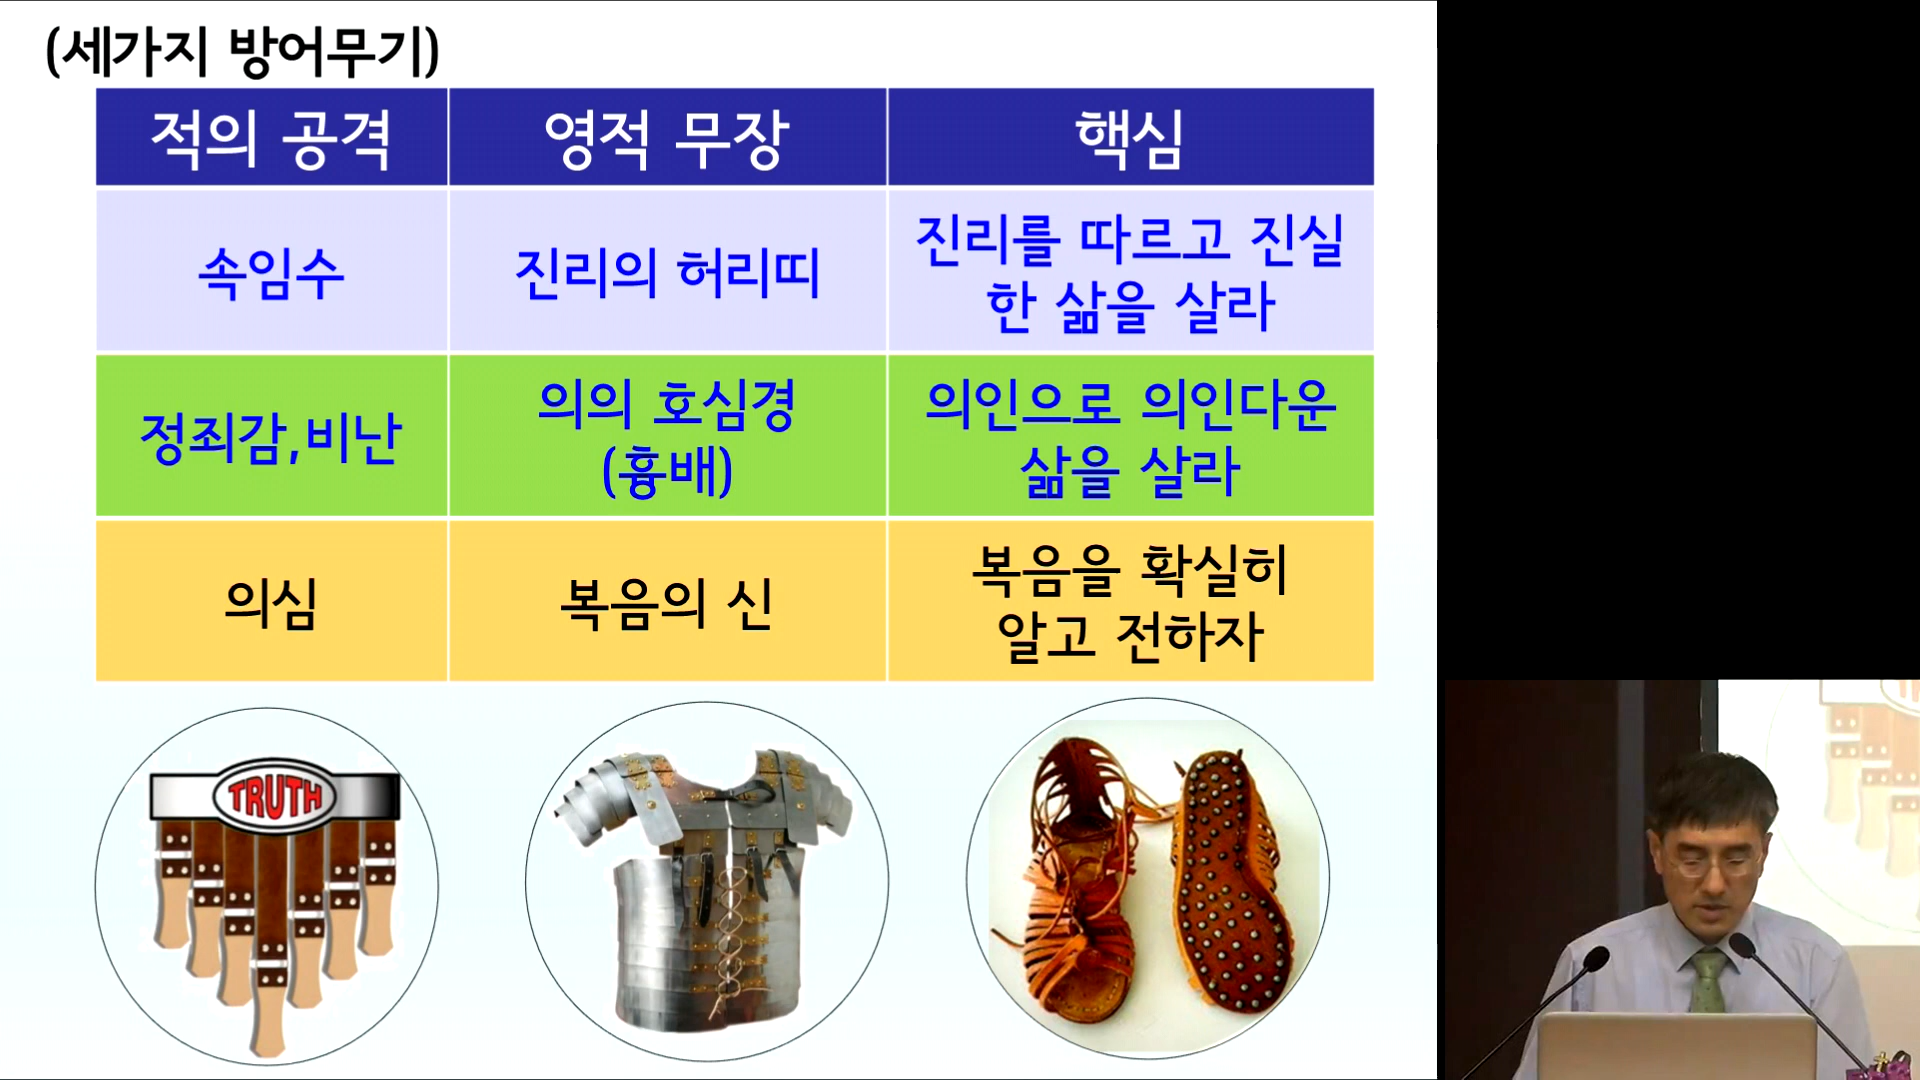 (세가지 방어무기)
적의 공격 영적 무장 핵심
속임수 진리의 허리띠 진리를 따르고 진실
한 삶을 살라
정죄감,비난 의의 호심경
(흉배) 의인으로 의인다운
삶을 살라
의심 복음의 신 복음을 확실히
알고 전하자
TRUTH